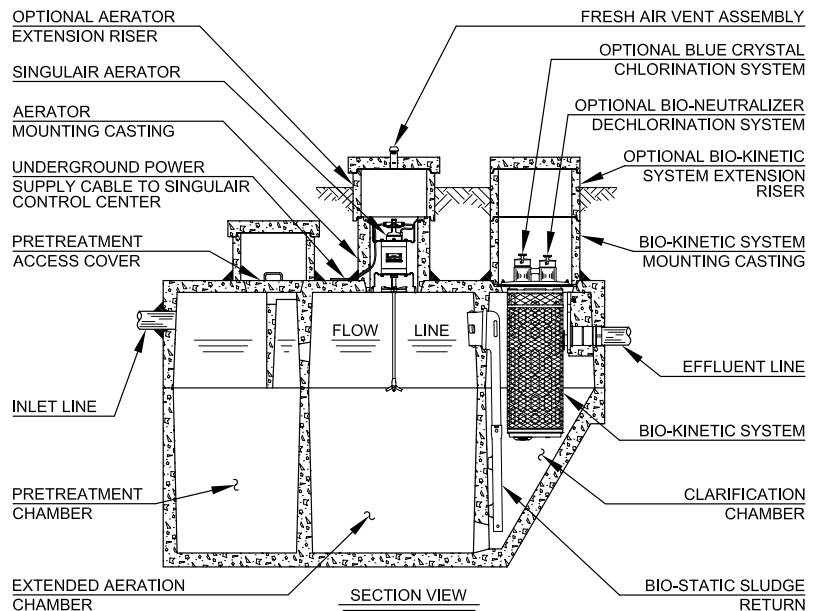 OPTIONAL AERATOR
EXTENSION RISER
SINGULAIR AERATOR
AERATOR
MOUNTING CASTING
UNDERGROUND POWER
SUPPLY CABLE TO SINGULAIR
CONTROL CENTER
PRETREATMENT
ACCESS COVER
INLET LINE
PRETREATMENT
CHAMBER
EXTENDED AERATION
CHAMBER
FLOW LINE
SECTION VIEW
FRESH AIR VENT ASSEMBLY
OPTIONAL BLUE CRYSTAL
CHLORINATION SYSTEM
OPTIONAL BIO-NEUTRALIZER
DECHLORINATION SYSTEM
OPTIONAL BIO-KINETIC
SYSTEM EXTENSION
RISER
BIO-KINETIC SYSTEM
MOUNTING CASTING
EFFLUENT LINE
BIO-KINETIC SYSTEM
CLARIFICATION
CHAMBER
BIO-STATIC SLUDGE
RETURN